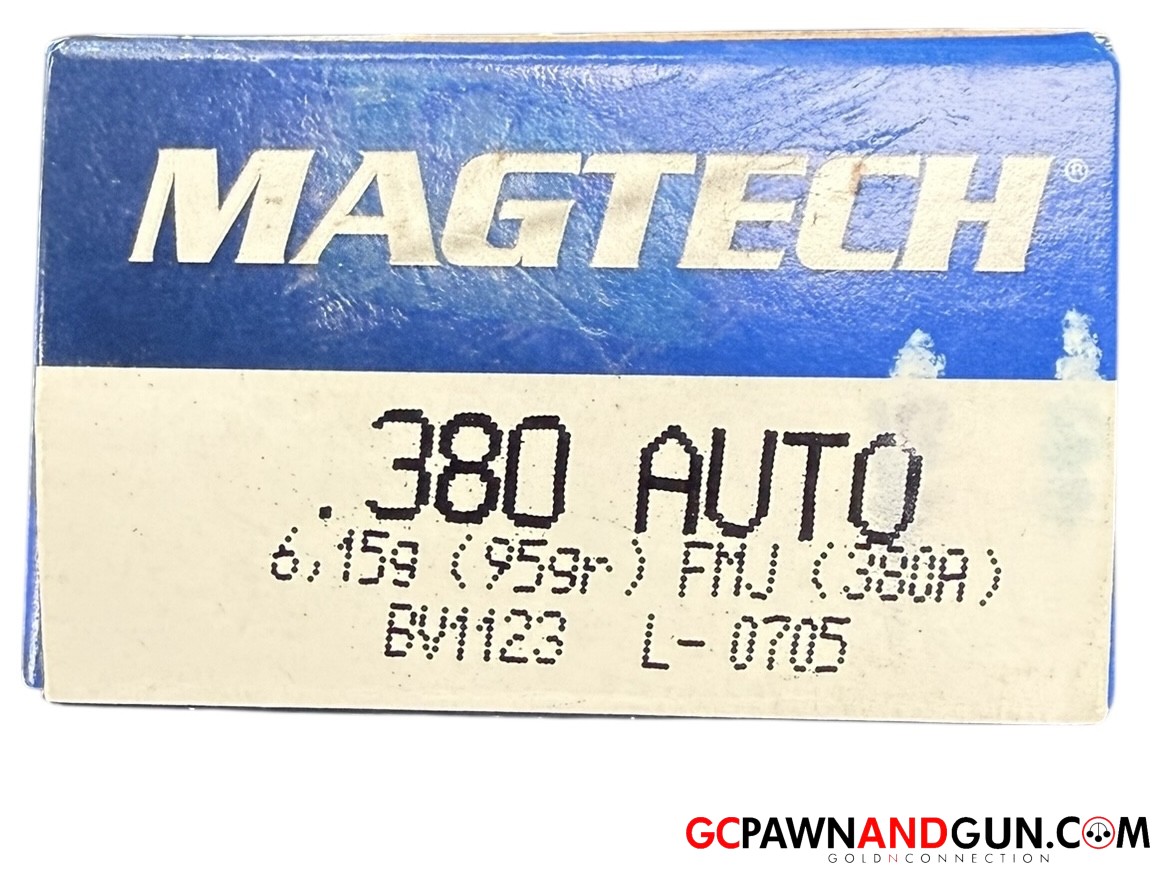 MAGTECH®
.380 AUTO
6,15g (95gr) FMJ (380A)
BV1123 L-0705
GCPAWNANDGUN.COM
GOLDNCONNECTION